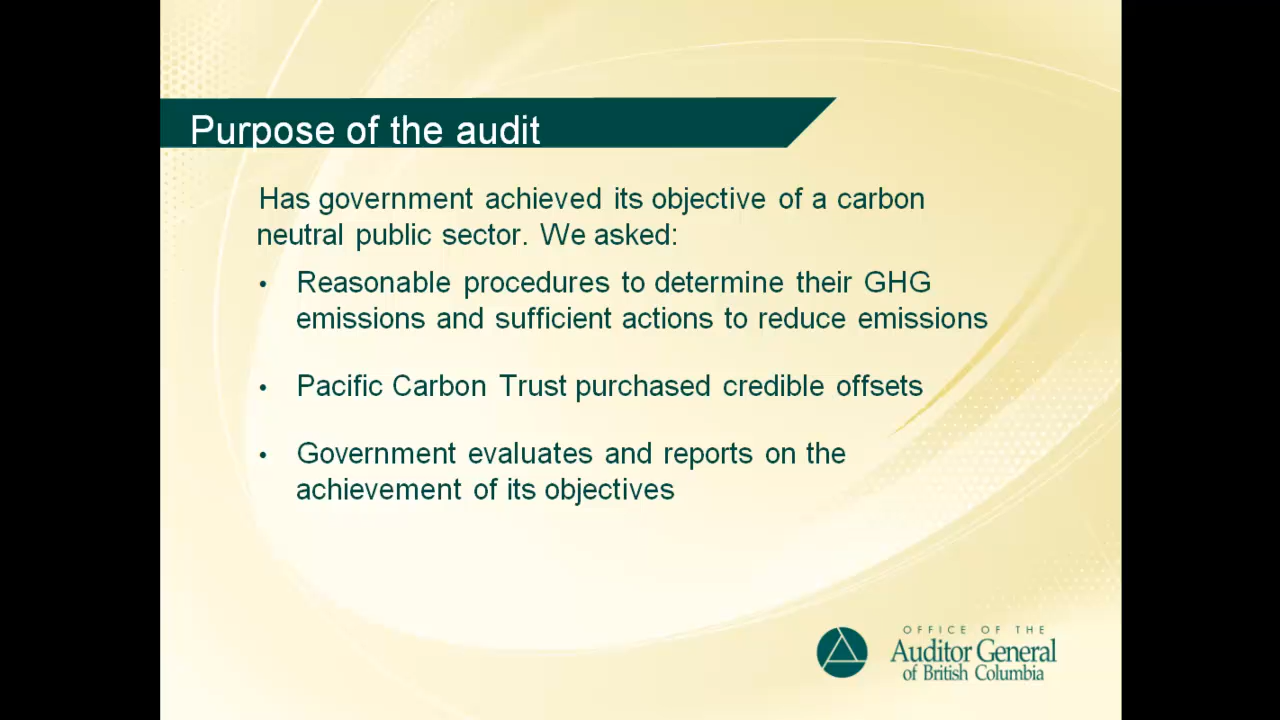 Purpose of the audit
Has government achieved its objective of a carbon
neutral public sector. We asked:
• Reasonable procedures to determine their GHG
emissions and sufficient actions to reduce emissions
• Pacific Carbon Trust purchased credible offsets
• Government evaluates and reports on the
achievement of its objectives
OFFICE OF THE
Auditor General
of British Columbia